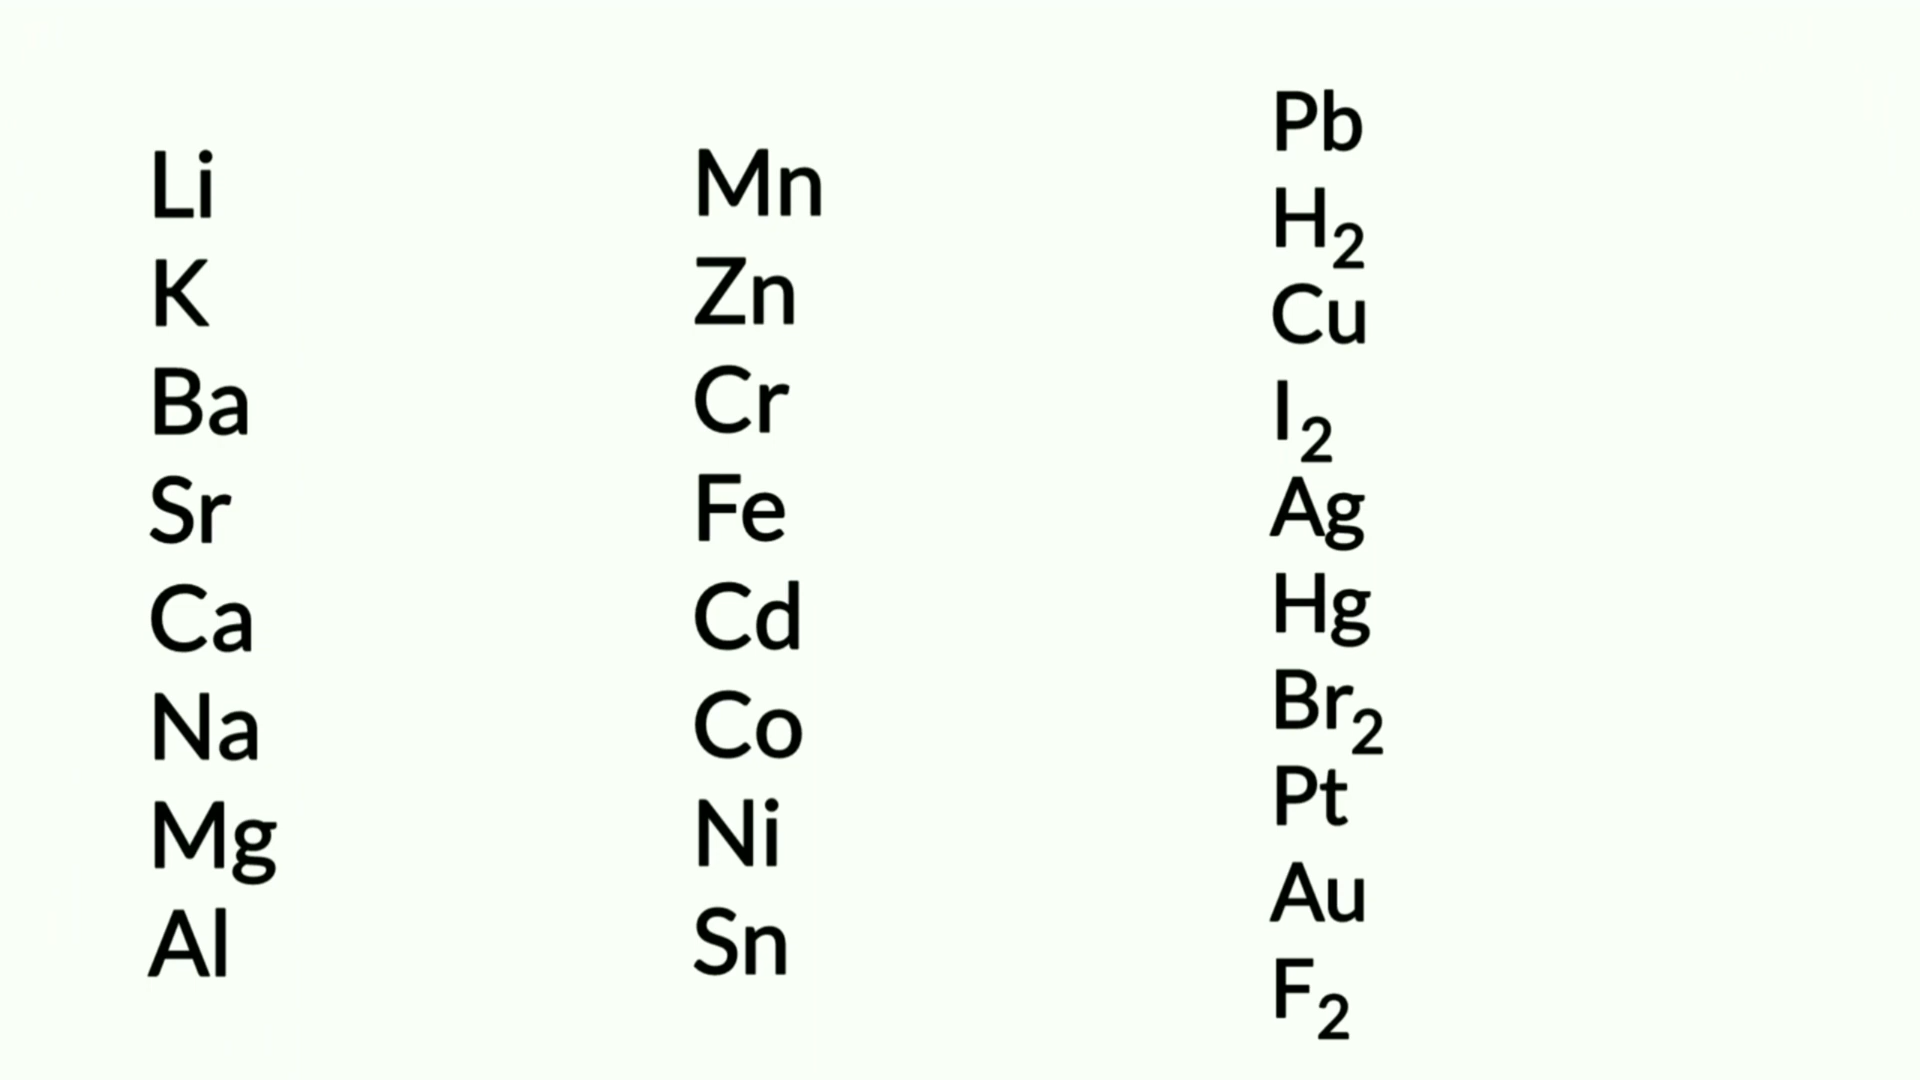 Li
K
Ba
Sr
Ca
Na
Mg
Al
Mn
Zn
Cr
Fe
Cd
Co
Ni
Sn
Pb
H₂
Cu
I₂
Ag
Hg
Br₂
Pt
Au
F₂